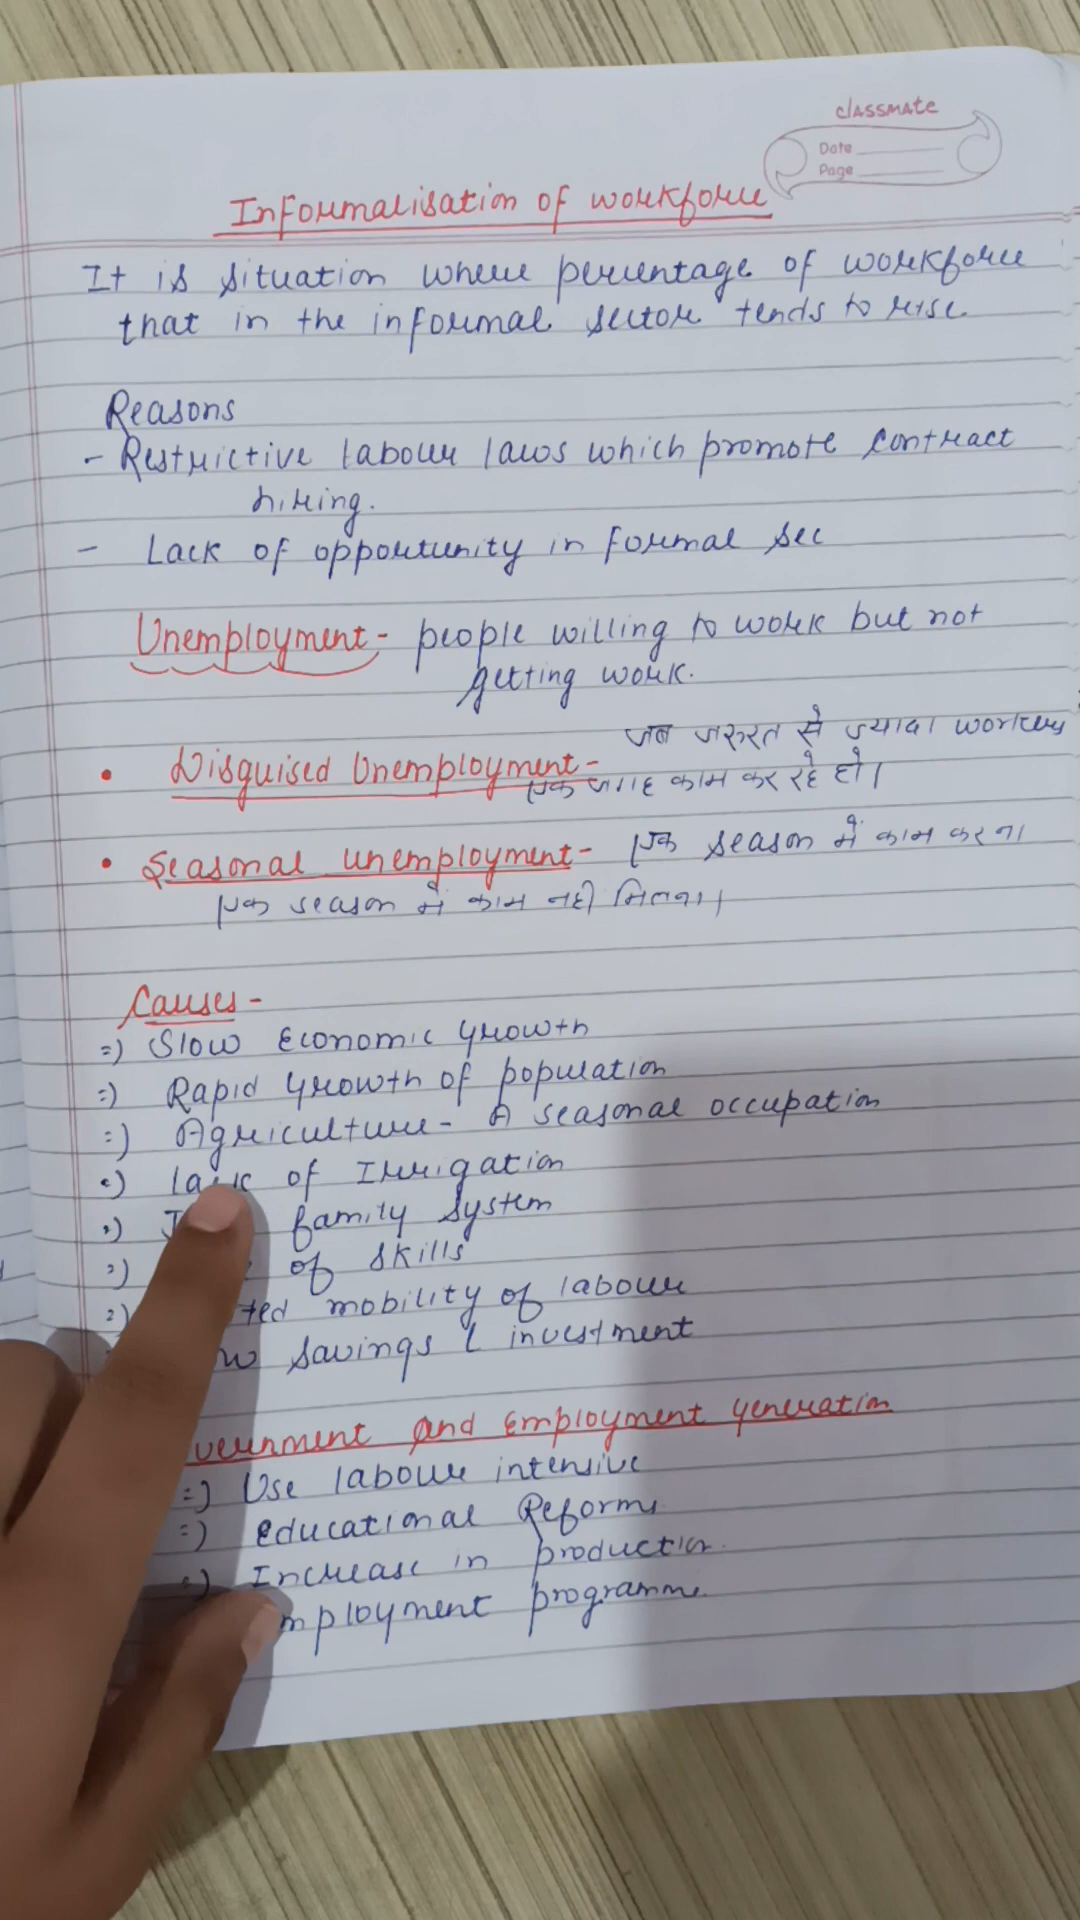 classmate
Date
Page
Informalisation of workforce
It is situation where percentage of workforce
that in the informal sector tends to rise.
Reasons
- Restrictive labour laws which promote contract
hiring.
- Lack of opportunity in formal sec
Unemployment - people willing to work but not
getting work.
जब जरूरत से ज्यादा workers
• Disguised Unemployment -
एक जगह काम कर रहे हो।
• Seasonal unemployment - एक season में काम करना
एक season में काम नही मिलना।
Causes -
=) Slow Economic growth
=) Rapid growth of population
=) Agriculture - A seasonal occupation
=) Lack of Irrigation
=) family system
=) of skills
=) ted mobility of labour
w savings & investment
vernment and Employment generation
=) Use labour intensive
=) Educational Reforms
=) Increase in production
mployment programme.